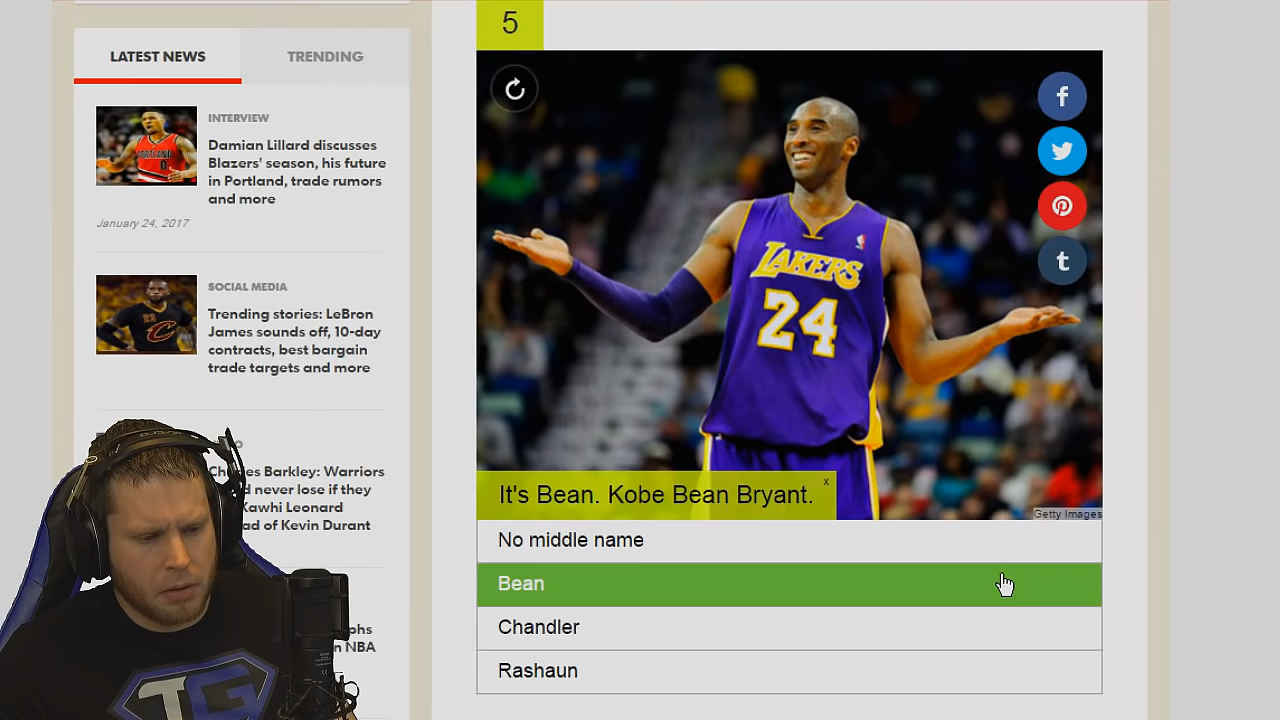 LATEST NEWS
TRENDING
INTERVIEW
Damian Lillard discusses
Blazers' season, his future
in Portland, trade rumors
and more
January 24, 2017
SOCIAL MEDIA
Trending stories: LeBron
James sounds off, 10-day
contracts, best bargain
trade targets and more
Barkley: Warriors
never lose if they
Kawhi Leonard
of Kevin Durant
NBA
5
f
t
LAKERS
24
It's Bean. Kobe Bean Bryant.
x
Getty Images
No middle name
Bean
Chandler
Rashaun
TG